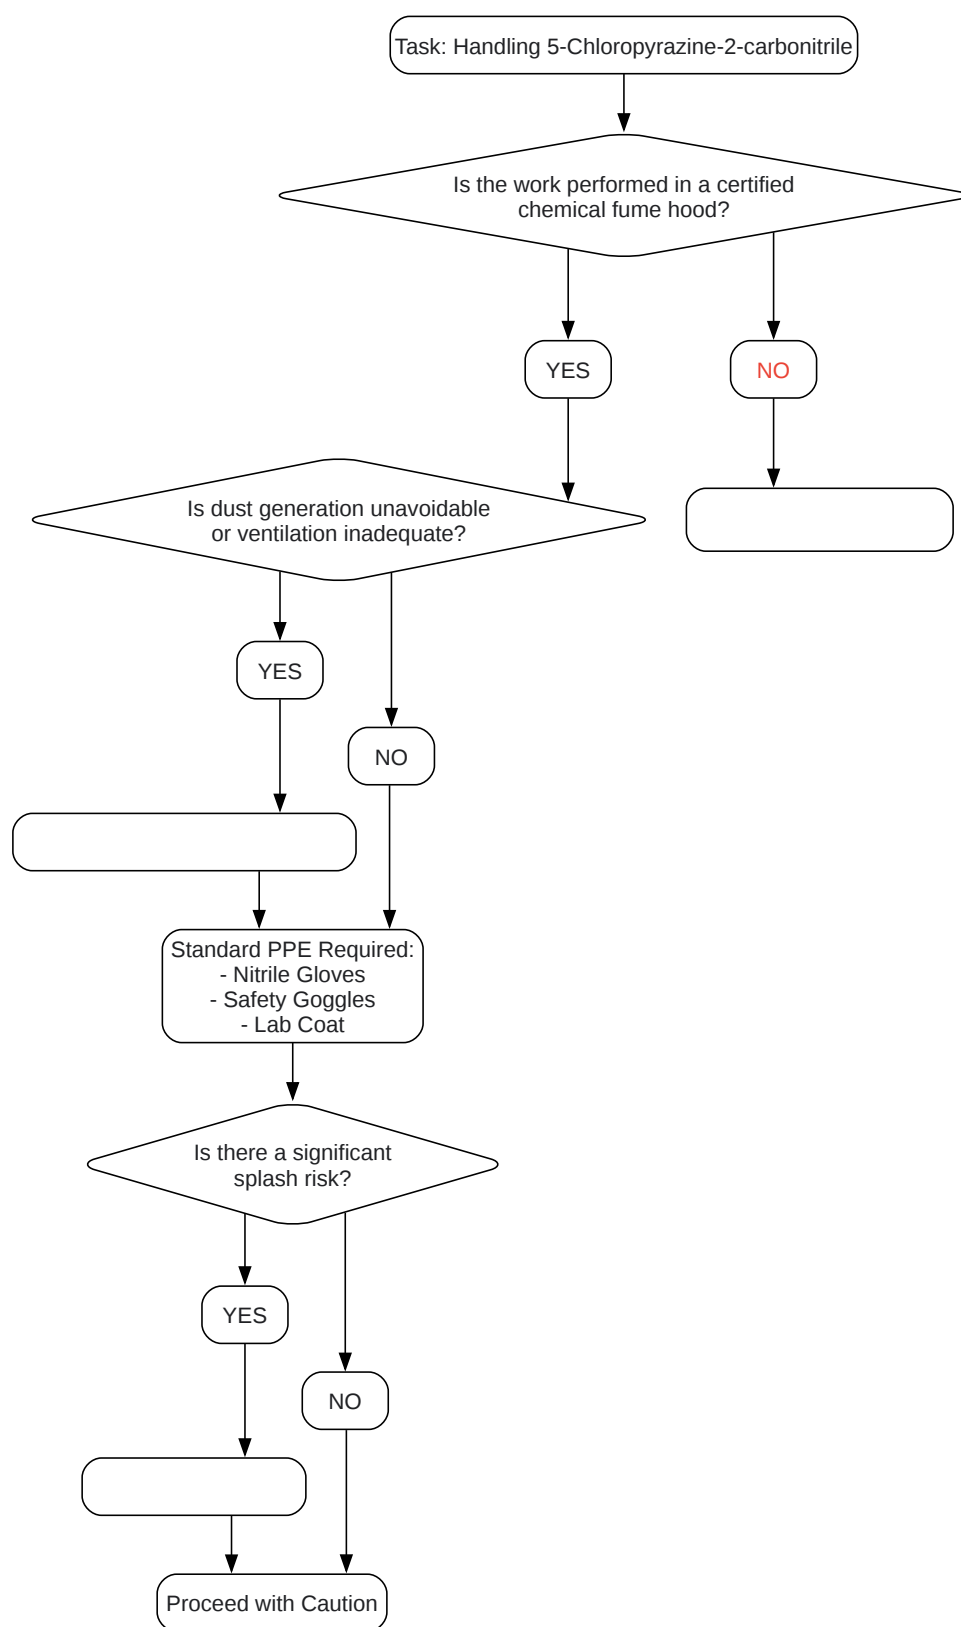 Task: Handling 5-Chloropyrazine-2-carbonitrile
Is the work performed in a certified
chemical fume hood?
YES
NO
Is dust generation unavoidable
or ventilation inadequate?
YES
NO
Standard PPE Required:
- Nitrile Gloves
- Safety Goggles
- Lab Coat
Is there a significant
splash risk?
YES
NO
Proceed with Caution